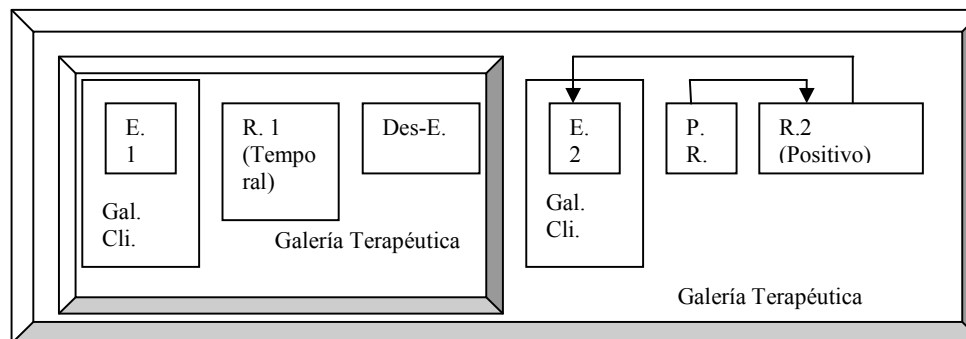 E.
1
Gal.
Cli.
R. 1
(Tempo
ral)
Des-E.
Galería Terapéutica
E.
2
Gal.
Cli.
P.
R.
R.2
(Positivo)
Galería Terapéutica